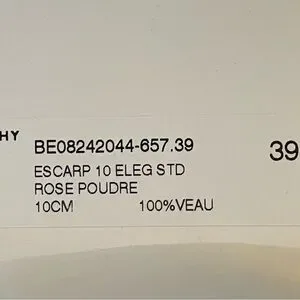 HY
BE08242044-657.39
39
ESCARP 10 ELEG STD
ROSE POUDRE
10CM 100%VEAU